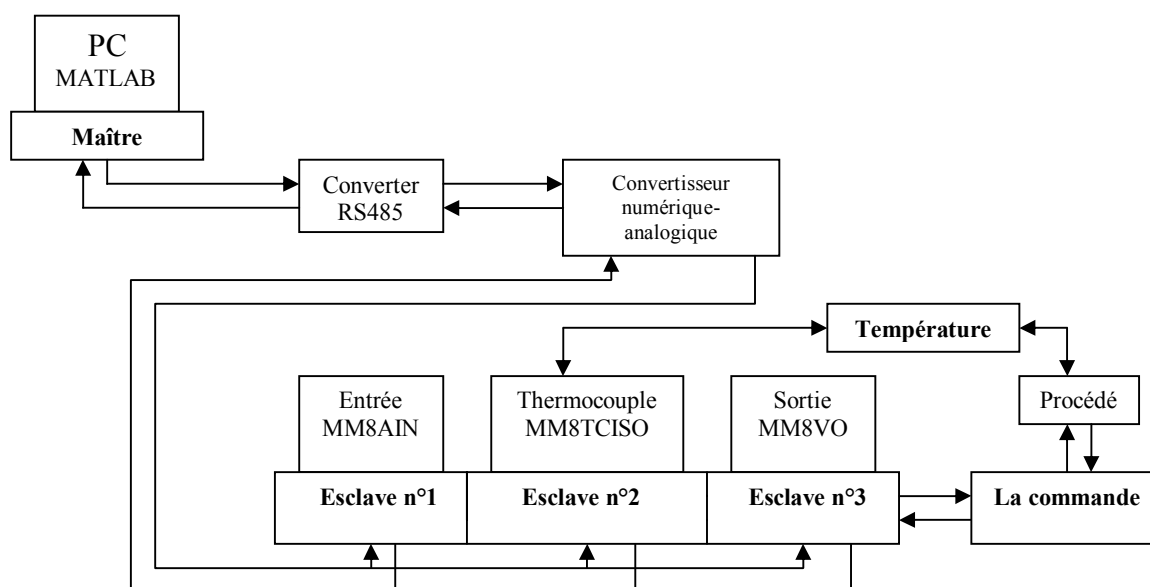 PC
MATLAB
Maître
Converter
RS485
Convertisseur
numérique-
analogique
Température
Entrée
MM8AIN
Thermocouple
MM8TCISO
Sortie
MM8VO
Procédé
Esclave n°1
Esclave n°2
Esclave n°3
La commande